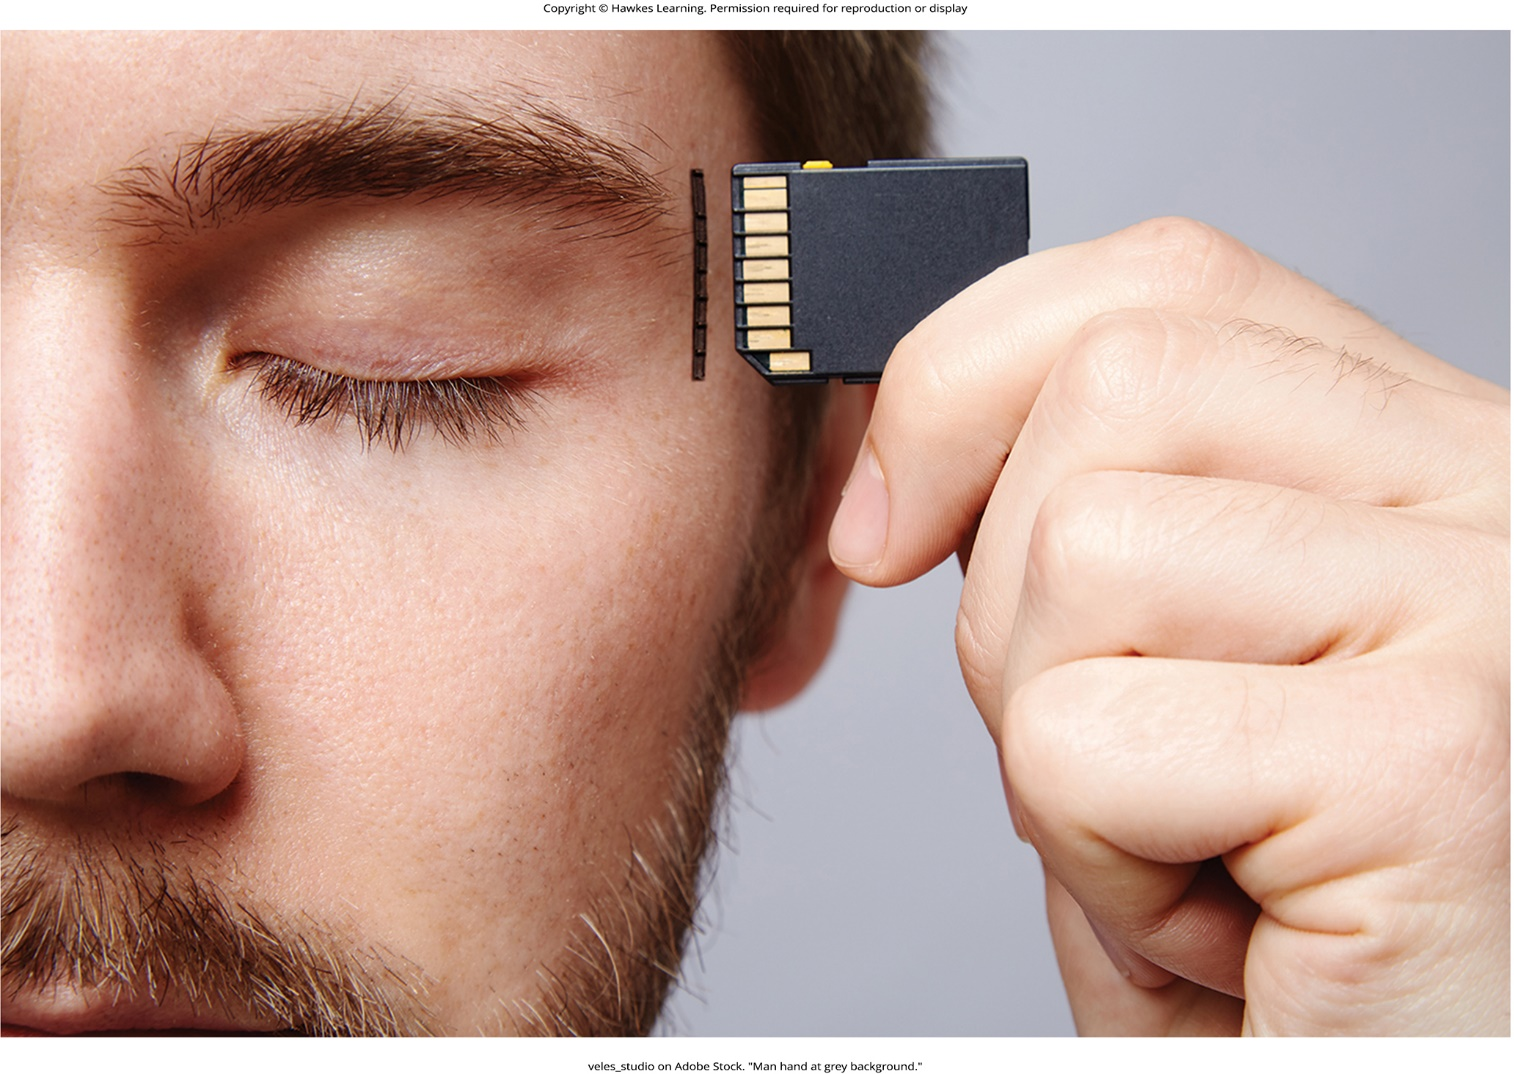 Copyright © Hawkes Learning. Permission required for reproduction or display
veles_studio on Adobe Stock. "Man hand at grey background."